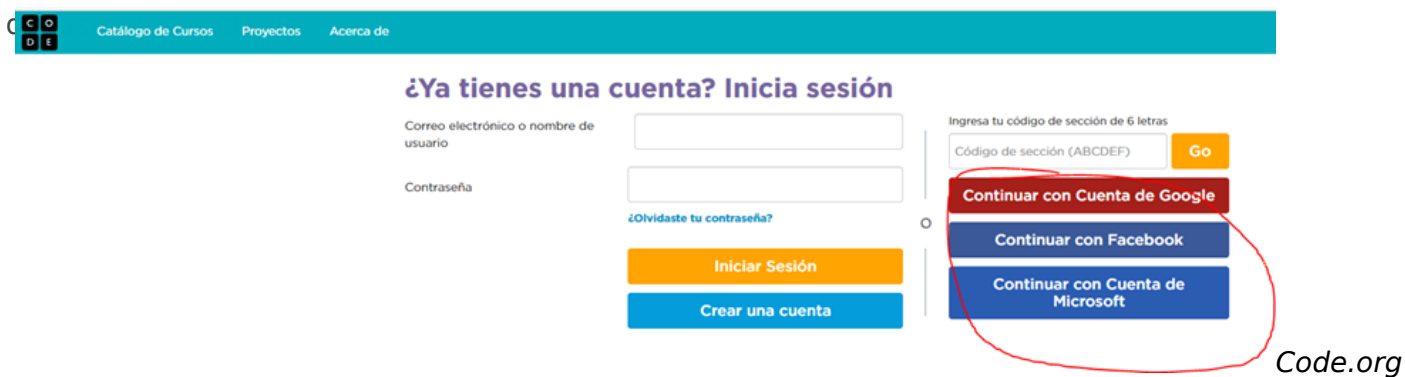 C O
D E
Catálogo de Cursos Proyectos Acerca de
¿Ya tienes una cuenta? Inicia sesión
Correo electrónico o nombre de
usuario
Contraseña
¿Olvidaste tu contraseña?
Iniciar Sesión
Crear una cuenta
O
Ingresa tu código de sección de 6 letras
Código de sección (ABCDEF) Go
Continuar con Cuenta de Google
Continuar con Facebook
Continuar con Cuenta de
Microsoft
Code.org